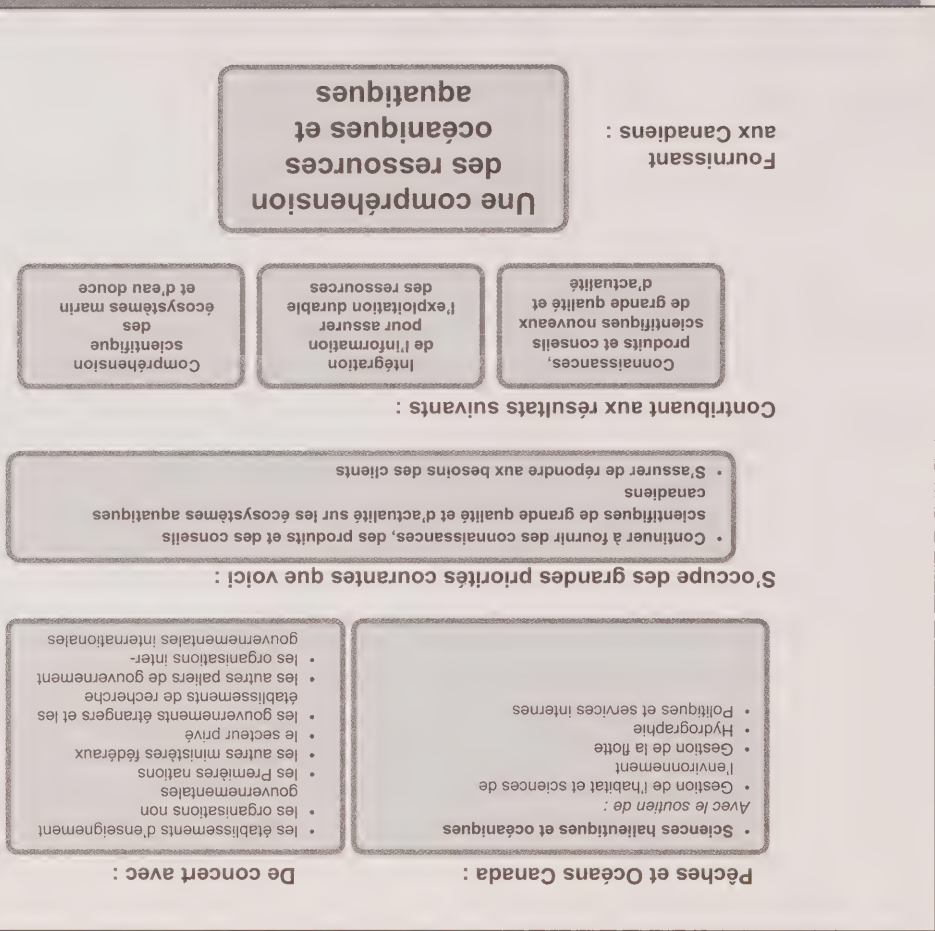 Pêches et Océans Canada :
• Sciences halieutiques et océaniques
Avec le soutien de :
• Gestion de l'habitat et sciences de
l'environnement
• Gestion de la flotte
• Hydrographie
• Politiques et services internes
De concert avec :
• les établissements d'enseignement
• les organisations non
gouvernementales
• les Premières nations
• les autres ministères fédéraux
• le secteur privé
• les gouvernements étrangers et les
établissements de recherche
• les autres paliers de gouvernement
• les organisations inter-
gouvernementales internationales
S'occupe des grandes priorités courantes que voici :
• Continuer à fournir des connaissances, des produits et des conseils
scientifiques de grande qualité et d'actualité sur les écosystèmes aquatiques
canadiens
• S'assurer de répondre aux besoins des clients
Contribuant aux résultats suivants :
Connaissances,
produits et conseils
scientifiques nouveaux
de grande qualité et
d'actualité
Intégration
de l'information
pour assurer
l'exploitation durable
des ressources
Compréhension
scientifique
des
écosystèmes marin
et d'eau douce
Fournissant
aux Canadiens :
Une compréhension
des ressources
océaniques et
aquatiques